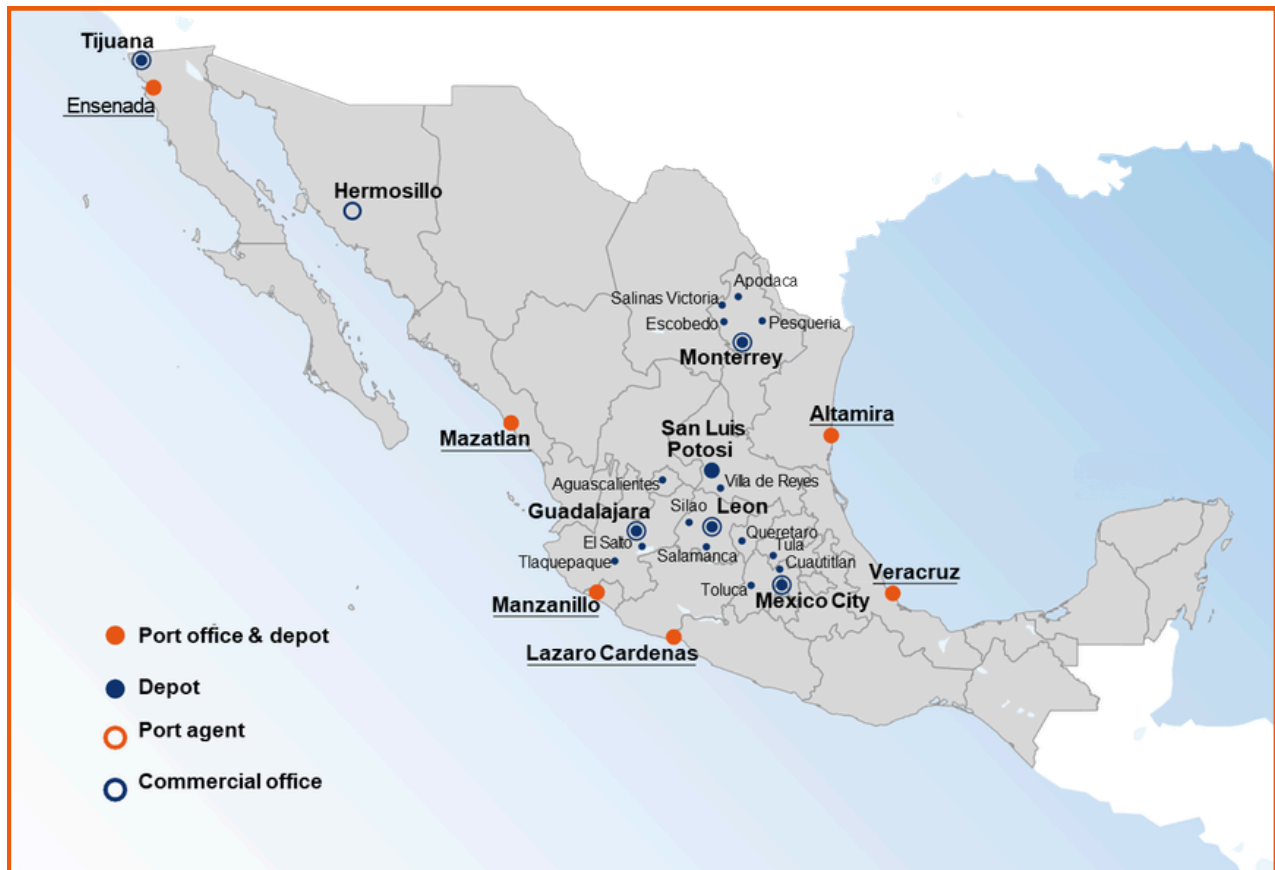 Tijuana
Ensenada
Hermosillo
Apodaca
Salinas Victoria
Escobedo
Pesqueria
Monterrey
Altamira
Mazatlan
San Luis
Potosi
Aguascalientes
Villa de Reyes
Silao
Leon
Guadalajara
Queretaro
El Salto
Tula
Salamanca
Tlaquepaque
Cuautitlan
Veracruz
Toluca
Mexico City
Manzanillo
Lazaro Cardenas
Port office & depot
Depot
Port agent
Commercial office